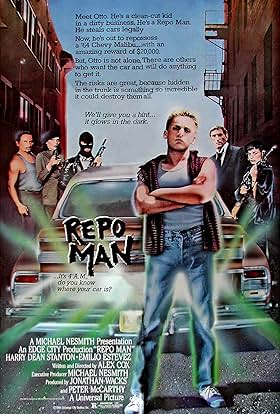 Meet Otto. He's a clean-cut kid
in a dirty business. He's a Repo Man.
He steals cars legally.
Now, he's out to repossess
a '64 Chevy Malibu...with an
amazing reward of $20,000.
But, Otto is not alone. There are others
who want the car and will do anything
to get it.
The risks are great, because hidden
in the trunk is something so incredible
it could destroy them all.
We'll give you a hint...
it glows in the dark.
REPO
MAN
...It's 4 A.M.,
do you know
where your car is?
A MICHAEL NESMITH Presentation
An EDGE CITY Production "REPO MAN"
HARRY DEAN STANTON • EMILIO ESTEVEZ
Written and Directed by ALEX COX
Executive Producer MICHAEL NESMITH
Produced by JONATHAN WACKS
and PETER McCARTHY
A Universal Picture
R